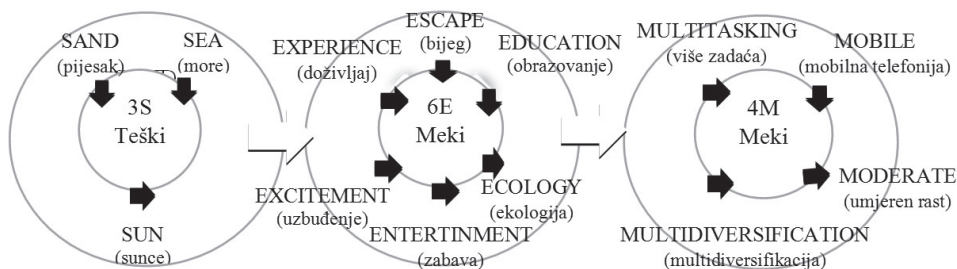 SAND
(pijesak)
SEA
(more)
3S
Teški
SUN
(sunce)
ESCAPE
(bijeg)
EXPERIENCE
(doživljaj)
EDUCATION
(obrazovanje)
6E
Meki
EXCITEMENT
(uzbuđenje)
ECOLOGY
(ekologija)
ENTERTINMENT
(zabava)
MULTITASKING
(više zadaća)
MOBILE
(mobilna telefonija)
4M
Meki
MODERATE
(umjeren rast)
MULTIDIVERSIFICATION
(multidiversifikacija)